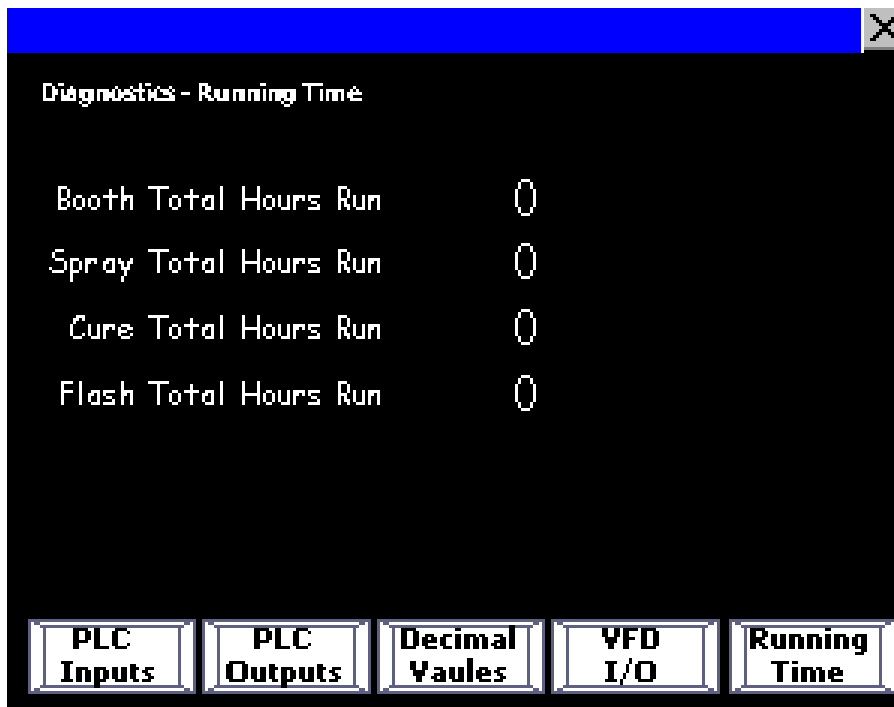 Diagnostics - Running Time
Booth Total Hours Run 0
Spray Total Hours Run 0
Cure Total Hours Run 0
Flash Total Hours Run 0
PLC Inputs
PLC Outputs
Decimal Vaules
VFD I/O
Running Time